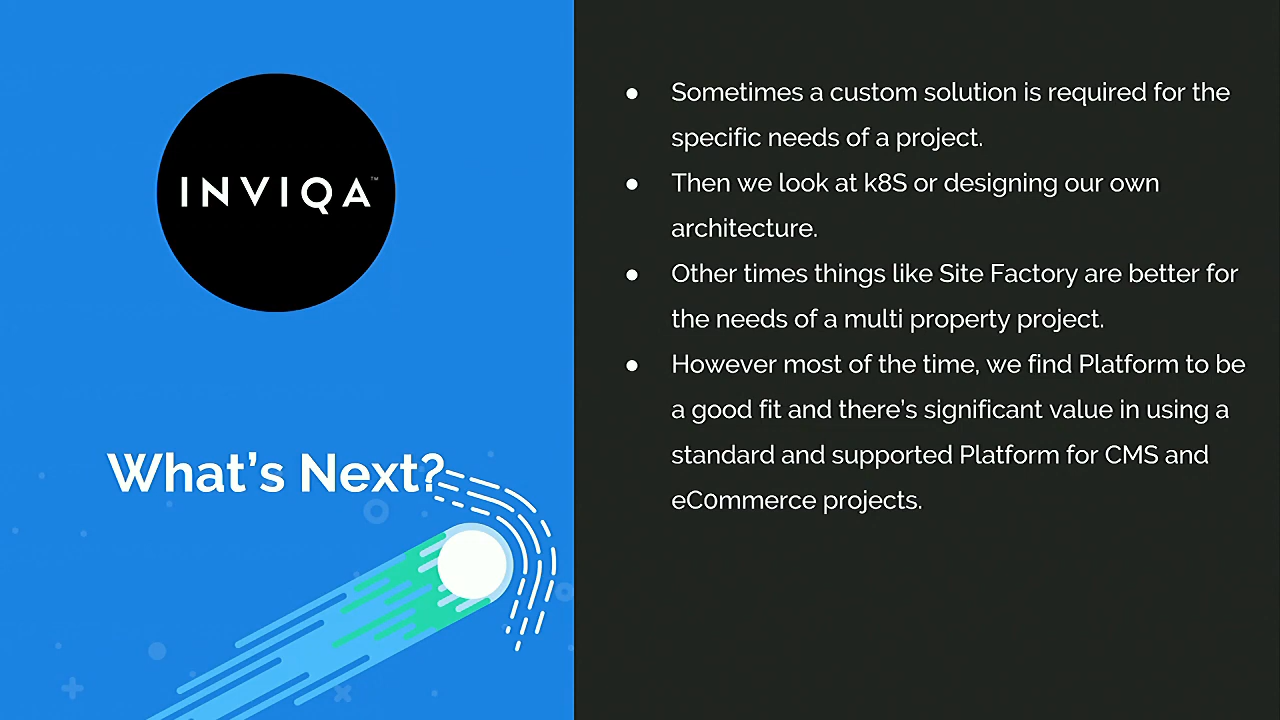 INVIQA™
What's Next?
● Sometimes a custom solution is required for the
specific needs of a project.
● Then we look at k8S or designing our own
architecture.
● Other times things like Site Factory are better for
the needs of a multi property project.
● However most of the time, we find Platform to be
a good fit and there's significant value in using a
standard and supported Platform for CMS and
eC0mmerce projects.